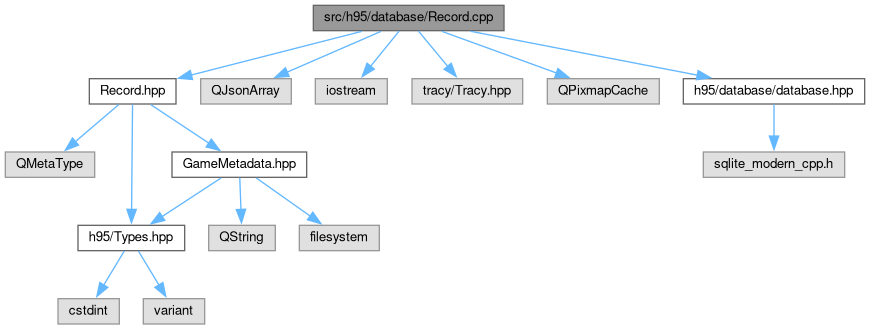 src/h95/database/Record.cpp
Record.hpp
QJsonArray
iostream
tracy/Tracy.hpp
QPixmapCache
h95/database/database.hpp
QMetaType
GameMetadata.hpp
sqlite_modern_cpp.h
h95/Types.hpp
QString
filesystem
cstdint
variant